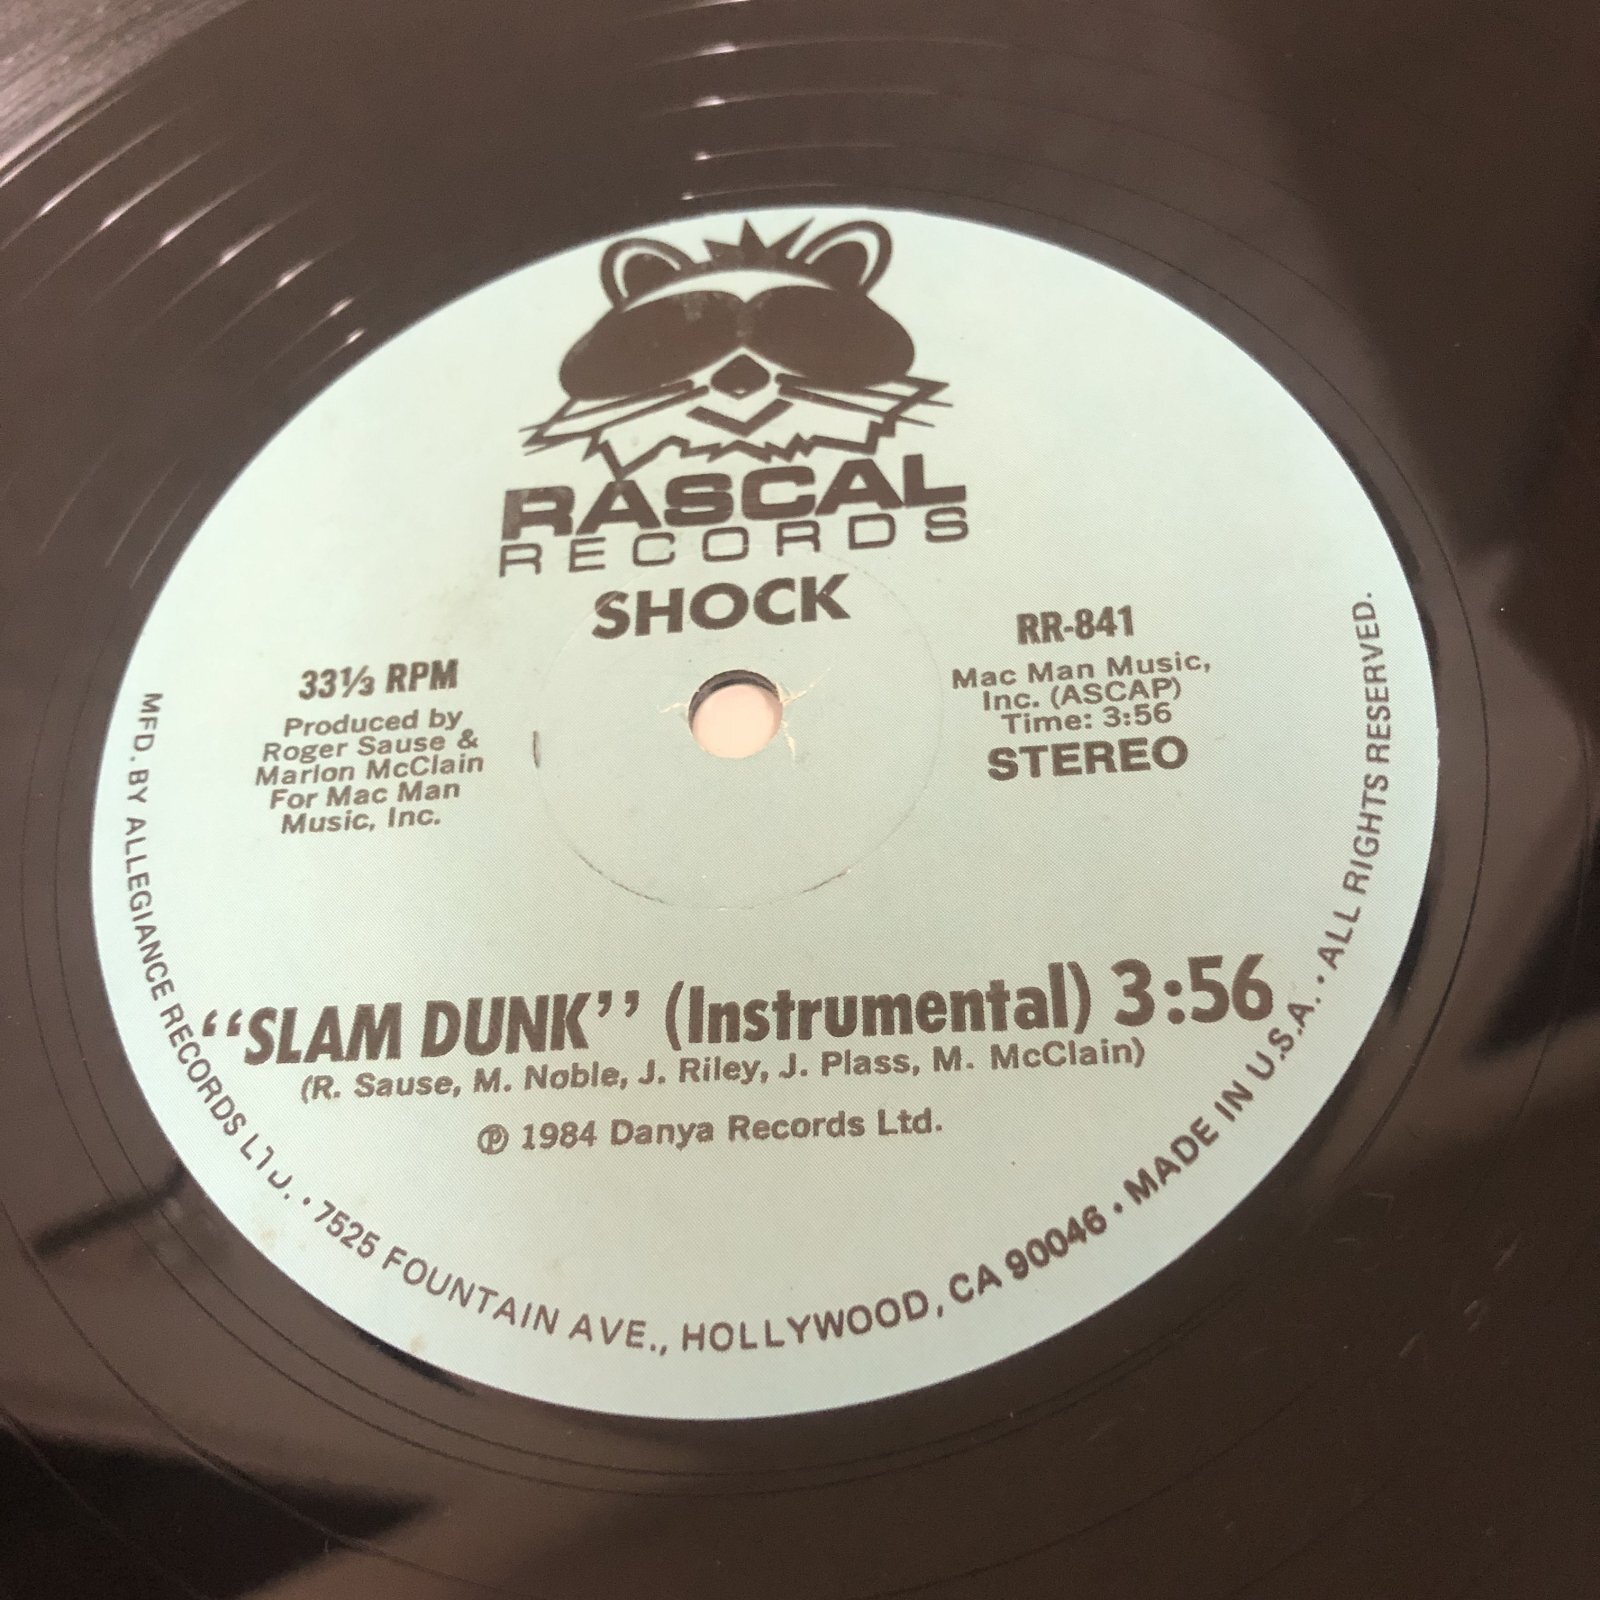 RASCAL
RECORDS
SHOCK
33⅓ RPM
Produced by
Roger Sause &
Marlon McClain
For Mac Man
Music, Inc.
RR-841
Mac Man Music,
Inc. (ASCAP)
Time: 3:56
STEREO
“SLAM DUNK” (Instrumental) 3:56
(R. Sause, M. Noble, J. Riley, J. Plass, M. McClain)
℗ 1984 Danya Records Ltd.
MFD. BY ALLEGIANCE RECORDS LTD. • 7525 FOUNTAIN AVE., HOLLYWOOD, CA 90046 • MADE IN U.S.A. • ALL RIGHTS RESERVED.